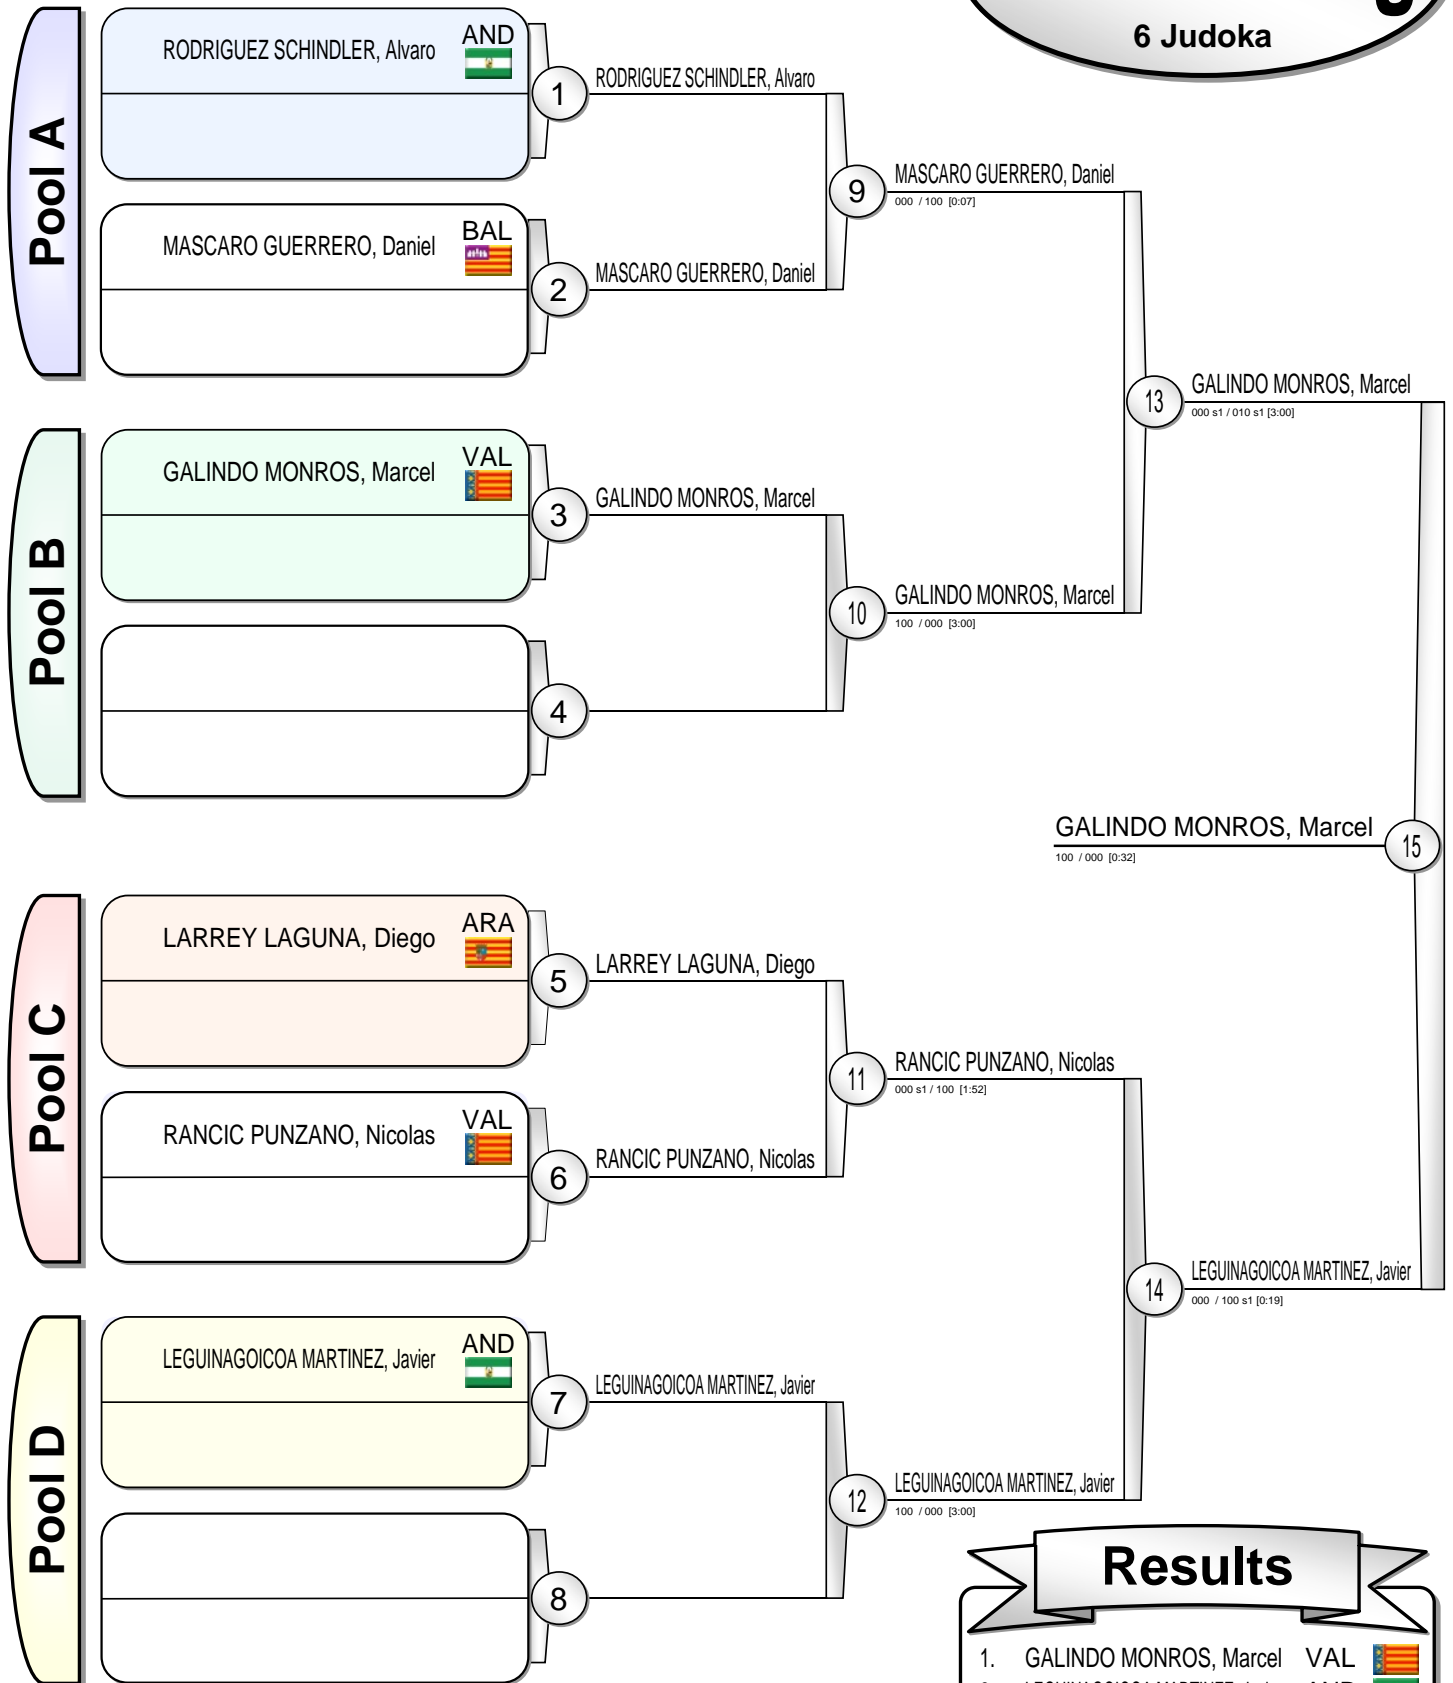 6 Judoka
Pool A
RODRIGUEZ SCHINDLER, Alvaro AND
1
RODRIGUEZ SCHINDLER, Alvaro
MASCARO GUERRERO, Daniel BAL
2
MASCARO GUERRERO, Daniel
9
MASCARO GUERRERO, Daniel
000 / 100 [0:07]
Pool B
GALINDO MONROS, Marcel VAL
3
GALINDO MONROS, Marcel
4
10
GALINDO MONROS, Marcel
100 / 000 [3:00]
13
GALINDO MONROS, Marcel
000 s1 / 010 s1 [3:00]
GALINDO MONROS, Marcel
100 / 000 [0:32]
15
Pool C
LARREY LAGUNA, Diego ARA
5
LARREY LAGUNA, Diego
RANCIC PUNZANO, Nicolas VAL
6
RANCIC PUNZANO, Nicolas
11
RANCIC PUNZANO, Nicolas
000 s1 / 100 [1:52]
Pool D
LEGUINAGOICOA MARTINEZ, Javier AND
7
LEGUINAGOICOA MARTINEZ, Javier
8
12
LEGUINAGOICOA MARTINEZ, Javier
100 / 000 [3:00]
14
LEGUINAGOICOA MARTINEZ, Javier
000 / 100 s1 [0:19]
Results
1. GALINDO MONROS, Marcel VAL